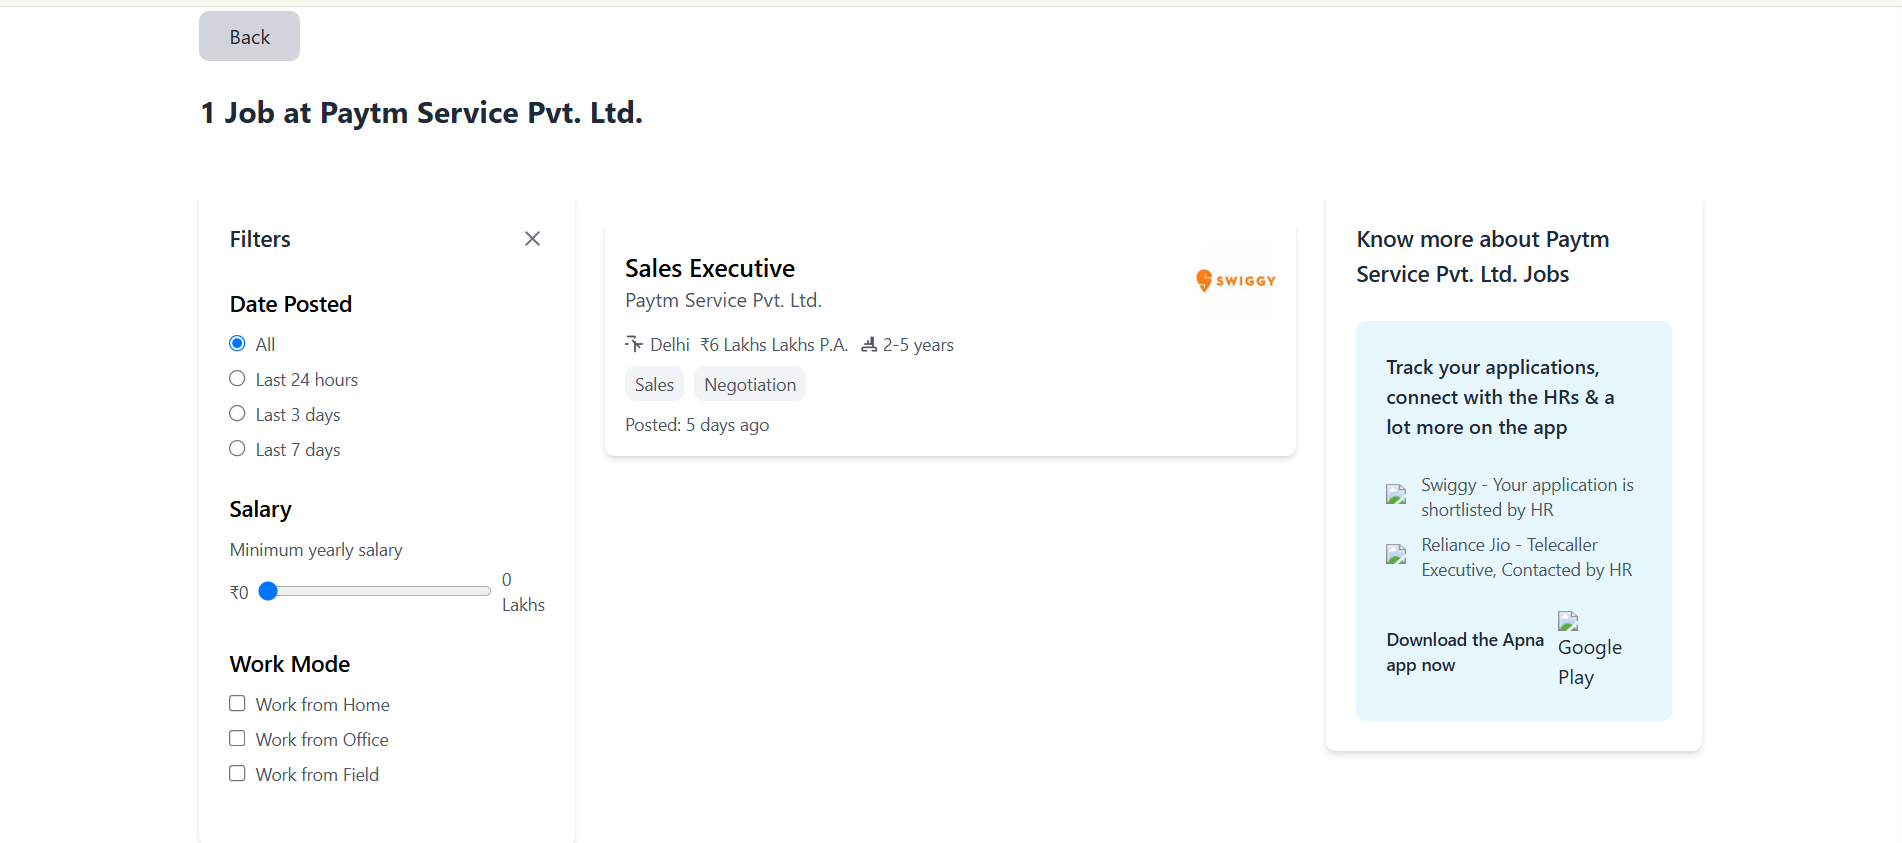 Back
1 Job at Paytm Service Pvt. Ltd.
Filters
Date Posted
All
Last 24 hours
Last 3 days
Last 7 days
Salary
Minimum yearly salary
₹0
0
Lakhs
Work Mode
Work from Home
Work from Office
Work from Field
Sales Executive
Paytm Service Pvt. Ltd.
SWIGGY
Delhi ₹6 Lakhs Lakhs P.A. 2-5 years
Sales Negotiation
Posted: 5 days ago
Know more about Paytm
Service Pvt. Ltd. Jobs
Track your applications,
connect with the HRs & a
lot more on the app
Swiggy - Your application is
shortlisted by HR
Reliance Jio - Telecaller
Executive, Contacted by HR
Download the Apna
app now
Google
Play